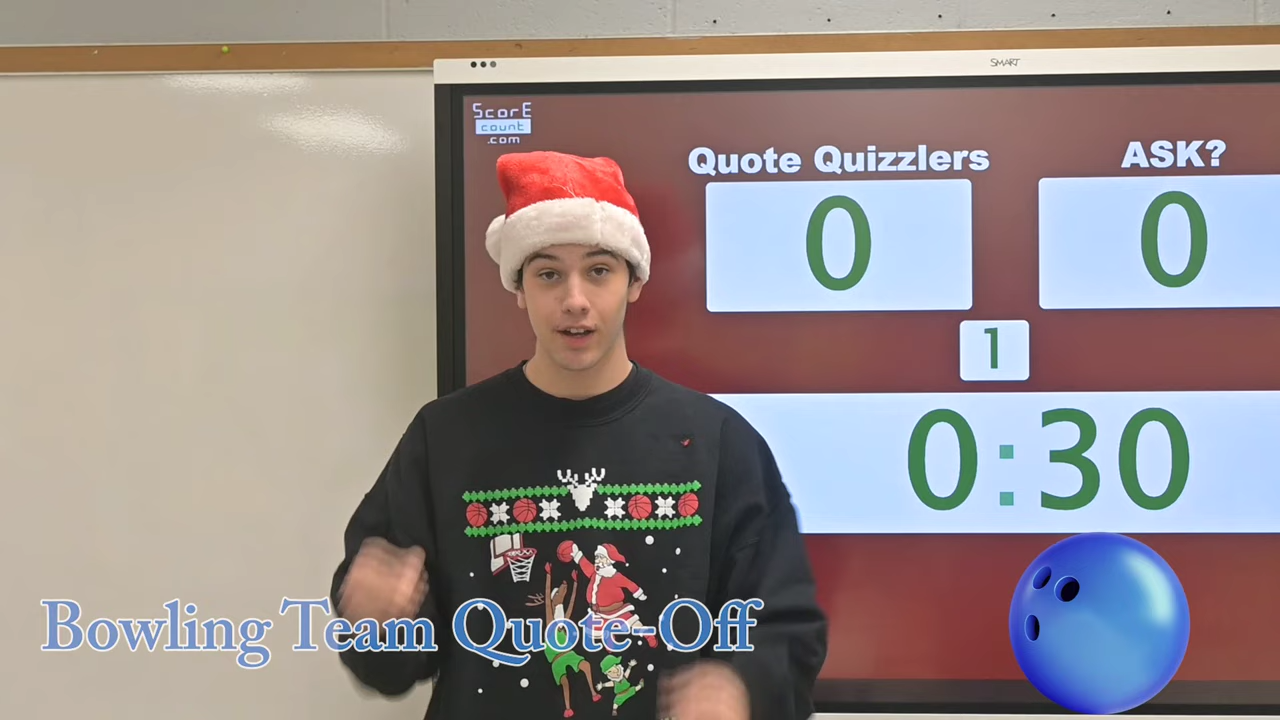 SMART
ScorE
count
.com
Quote Quizzlers
ASK?
0
0
1
0:30
Bowling Team Quote-Off